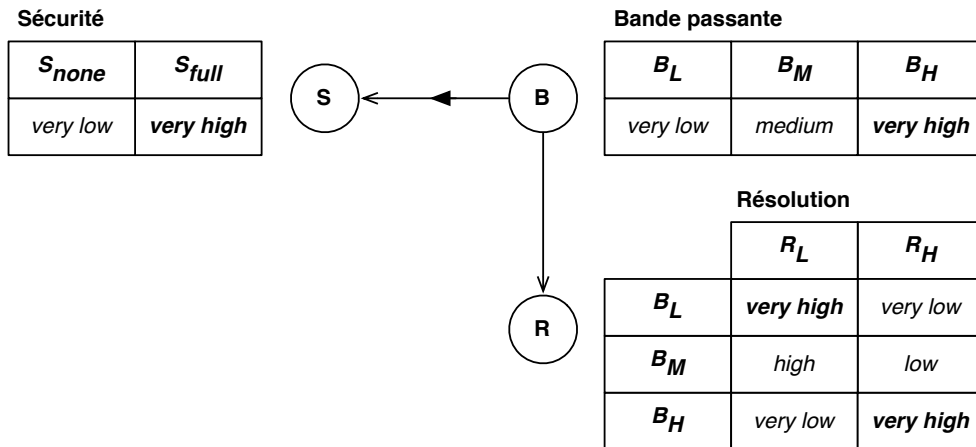 Sécurité
S_none S_full
very low very high
S
B
Bande passante
B_L B_M B_H
very low medium very high
R
Résolution
R_L R_H
B_L very high very low
B_M high low
B_H very low very high